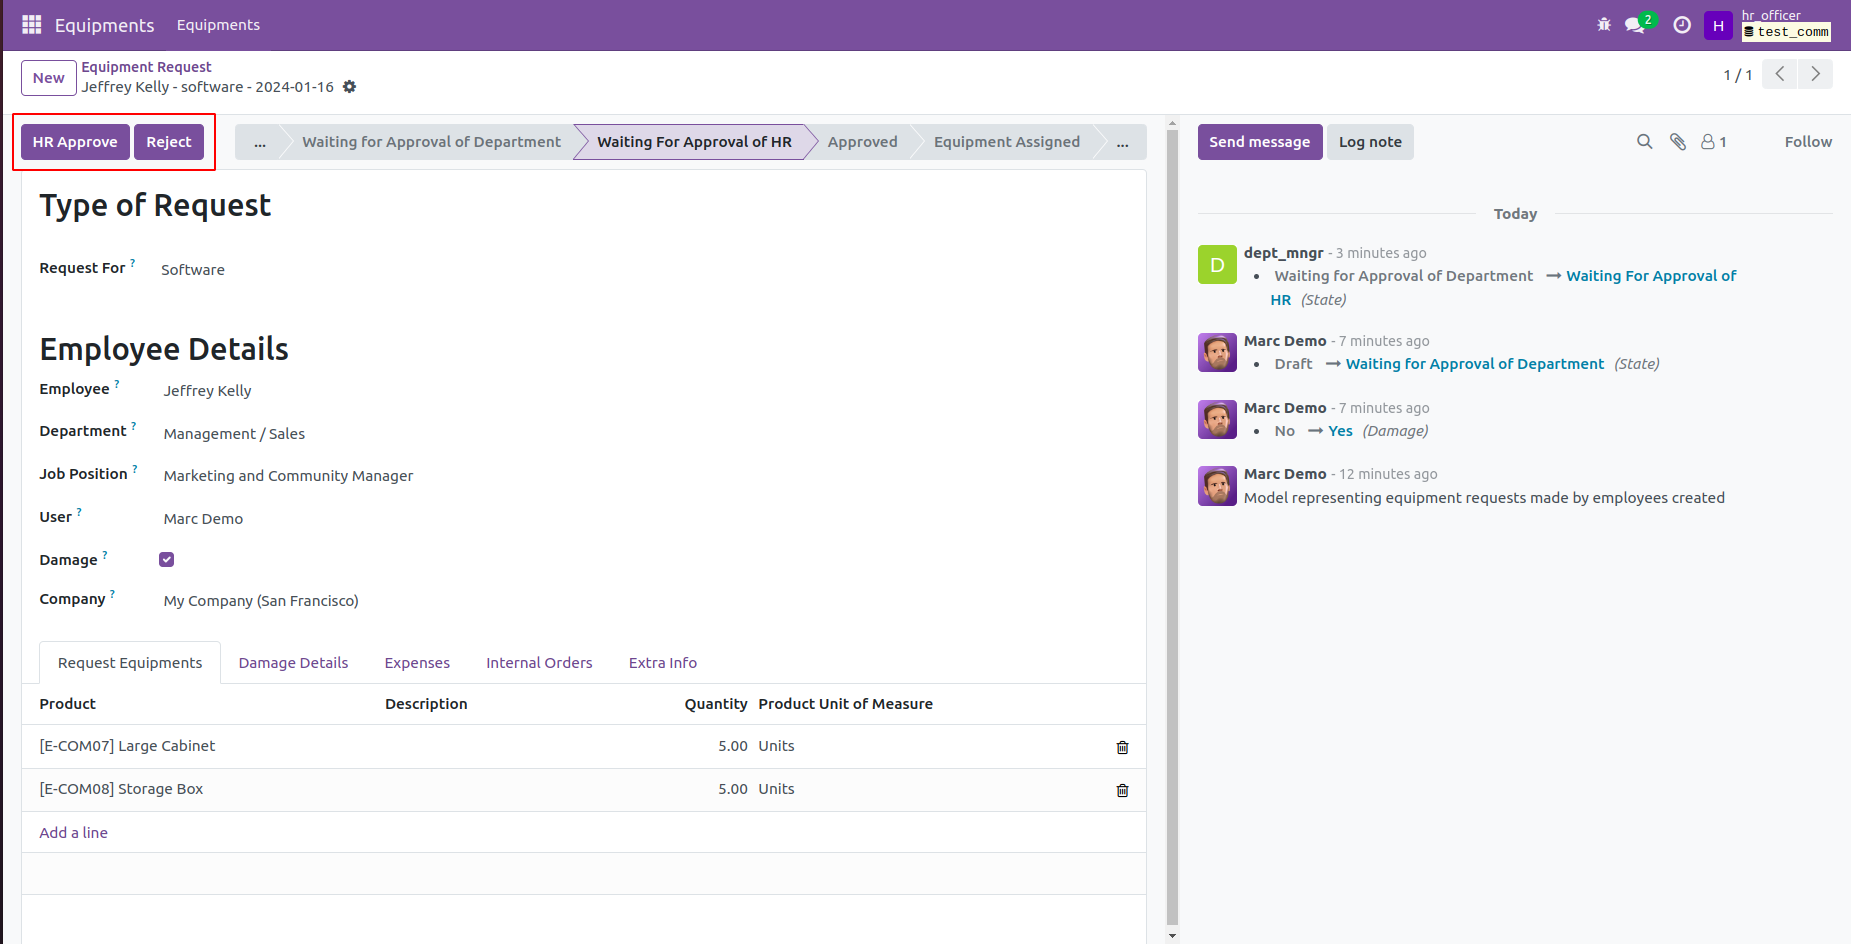 Equipments Equipments 2 H hr_officer
test_comm
New Equipment Request
Jeffrey Kelly - software - 2024-01-16
1 / 1
HR Approve Reject ... Waiting for Approval of Department Waiting For Approval of HR Approved Equipment Assigned ...
Type of Request
Request For ? Software
Employee Details
Employee ? Jeffrey Kelly
Department ? Management / Sales
Job Position ? Marketing and Community Manager
User ? Marc Demo
Damage ?
Company ? My Company (San Francisco)
Request Equipments Damage Details Expenses Internal Orders Extra Info
Product Description Quantity Product Unit of Measure
[E-COM07] Large Cabinet 5.00 Units
[E-COM08] Storage Box 5.00 Units
Add a line
Send message Log note 1 Follow
Today
D dept_mngr - 3 minutes ago
• Waiting for Approval of Department → Waiting For Approval of
HR (State)
Marc Demo - 7 minutes ago
• Draft → Waiting for Approval of Department (State)
Marc Demo - 7 minutes ago
• No → Yes (Damage)
Marc Demo - 12 minutes ago
Model representing equipment requests made by employees created